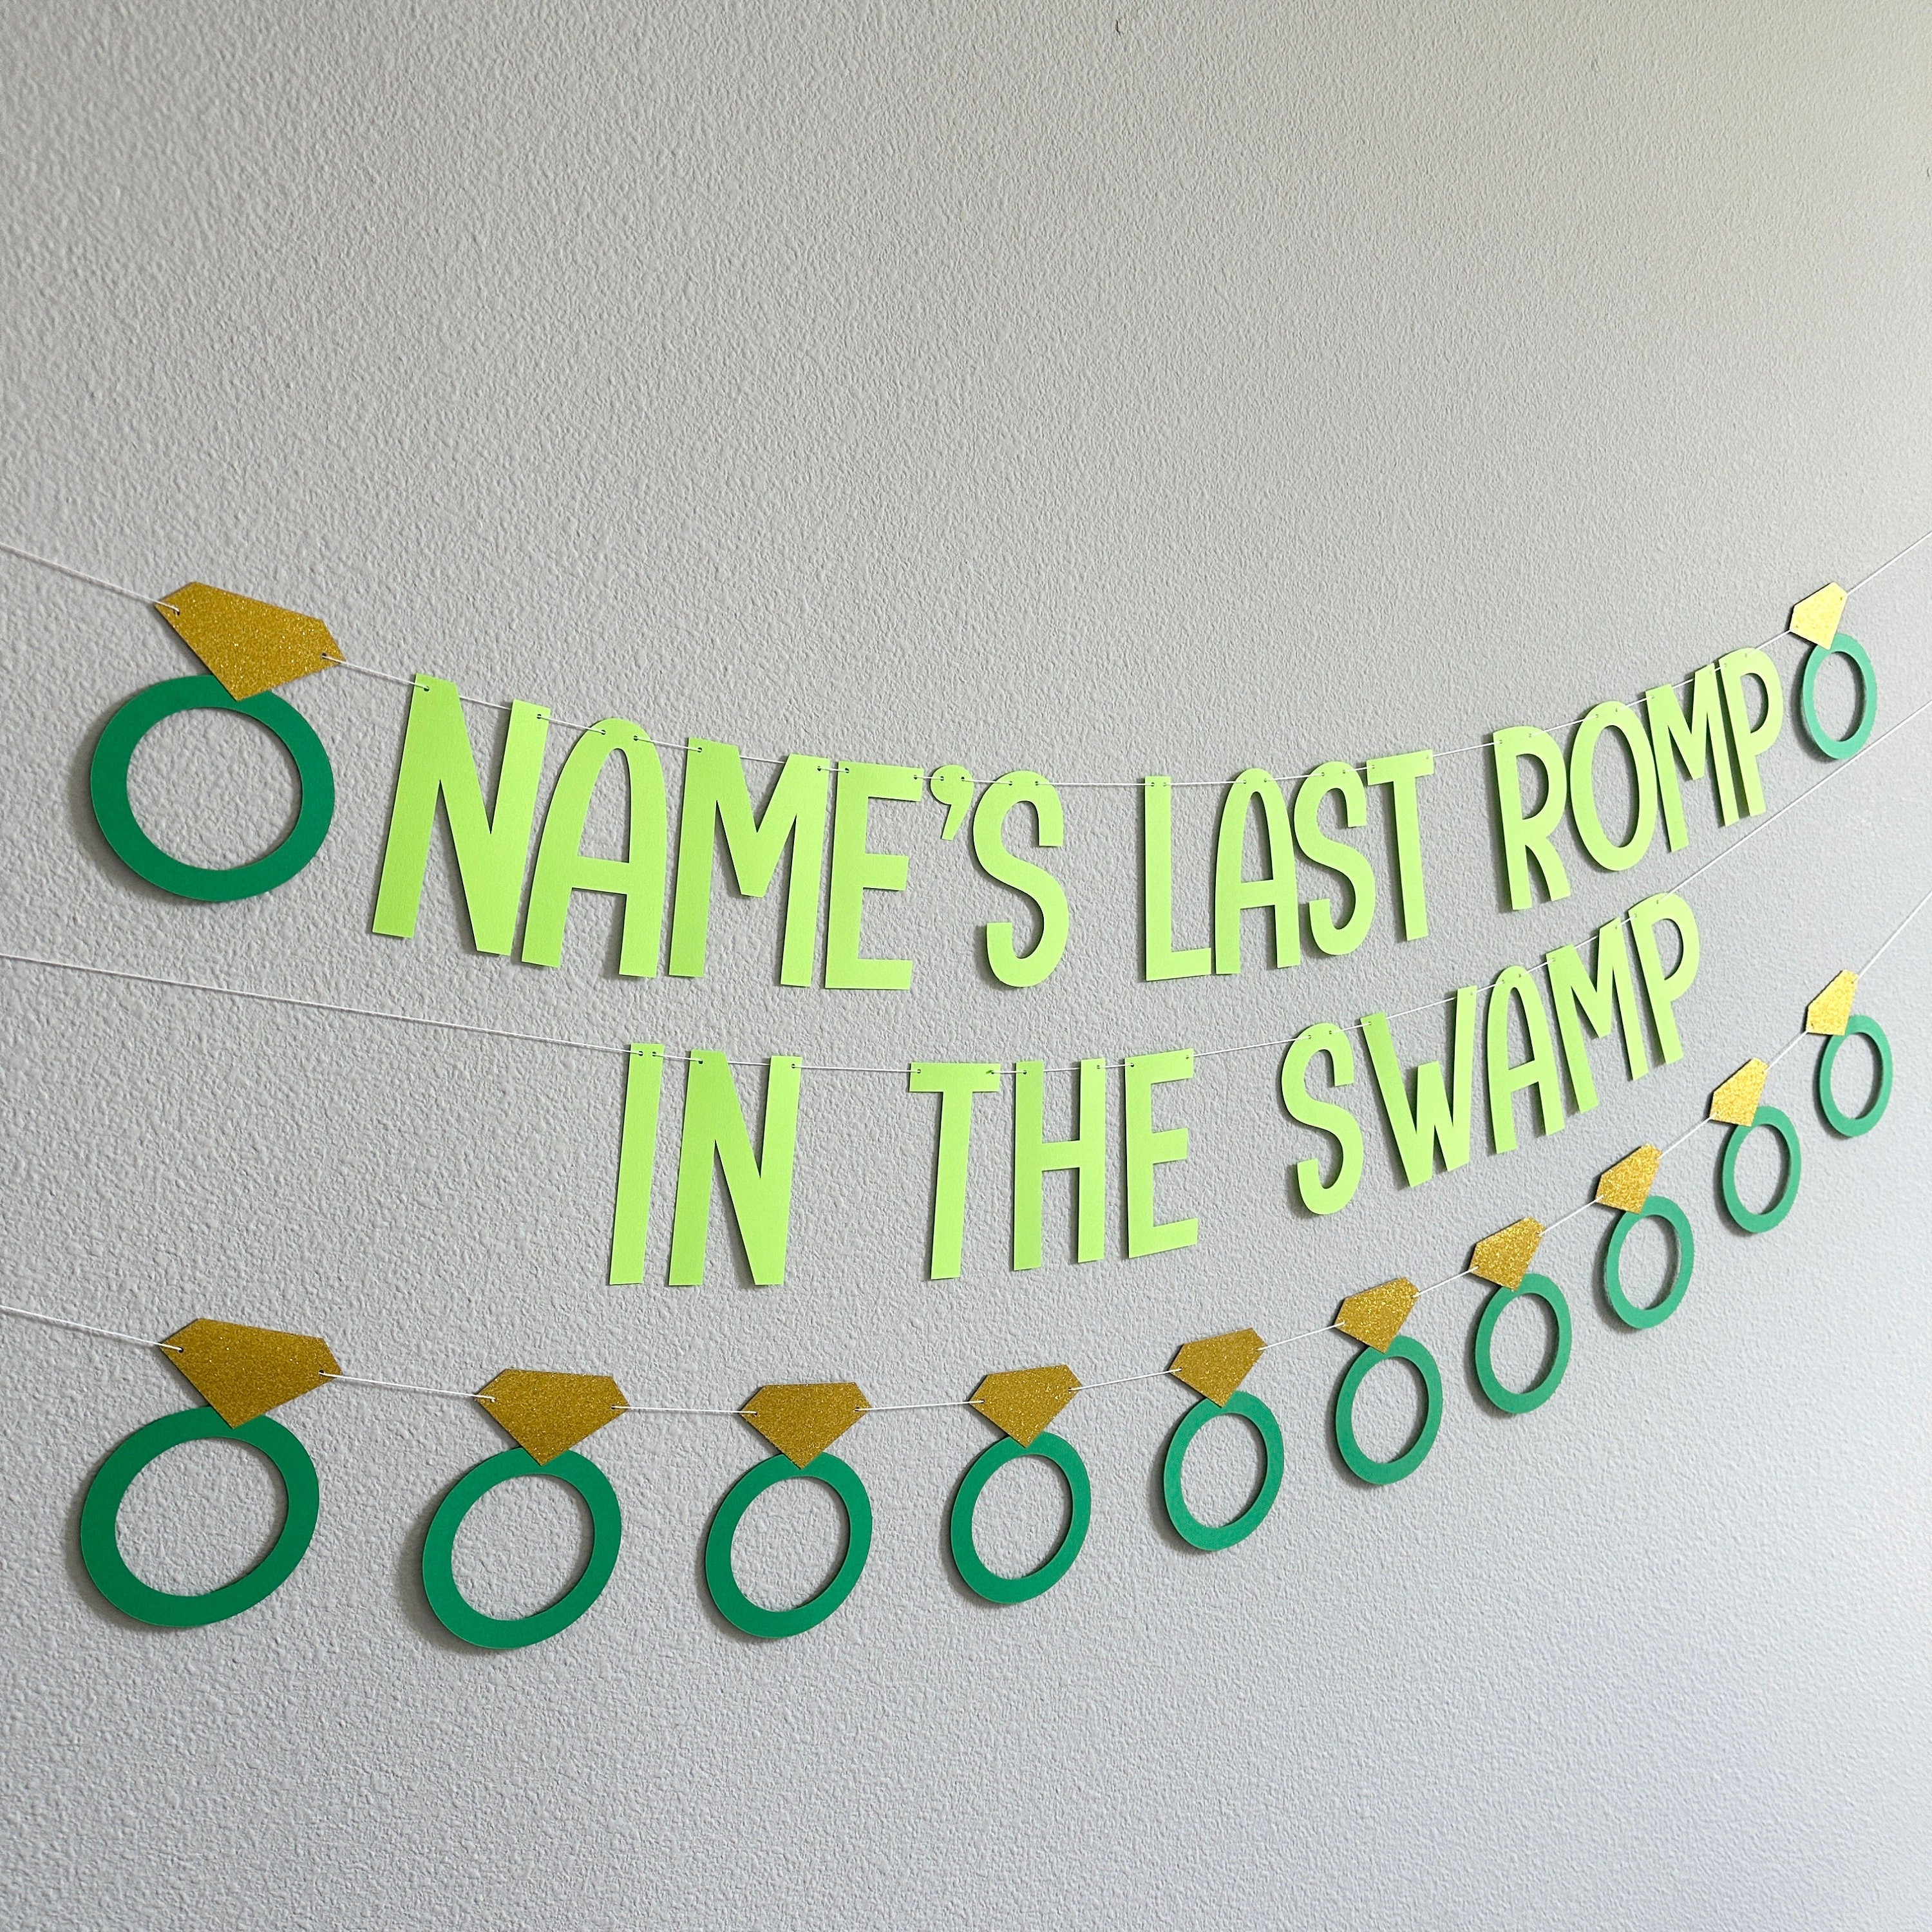 NAME'S LAST ROMP
IN THE SWAMP